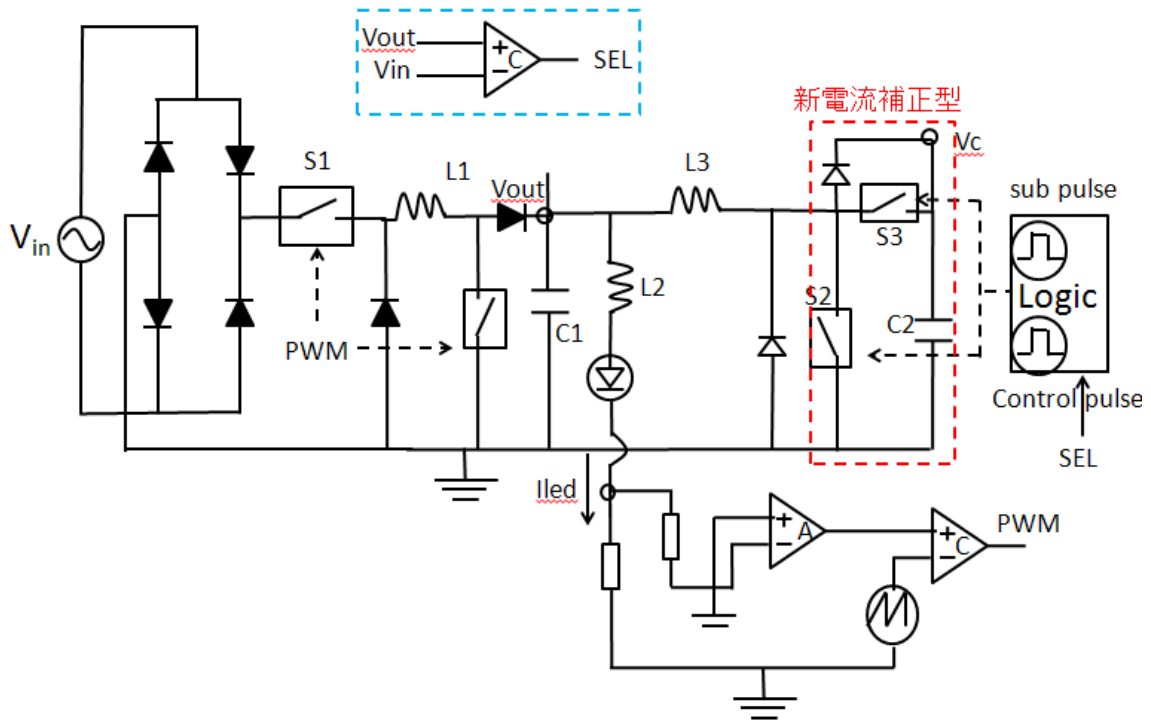 Vout
Vin
+
−
C
SEL
新電流補正型
Vin
S1
L1
Vout
L3
Vc
S3
sub pulse
Logic
Control pulse
SEL
L2
C1
S2
C2
PWM
Iled
+
−
A
+
−
C
PWM